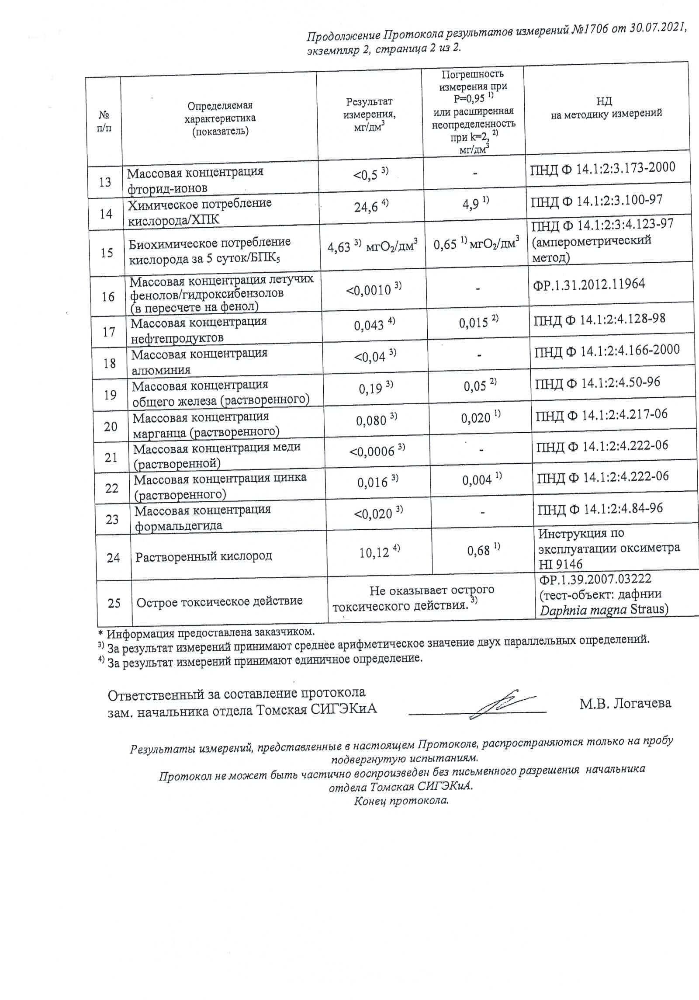 Продолжение Протокола результатов измерений №1706 от 30.07.2021,
экземпляр 2, страница 2 из 2.
№
п/п
Определяемая
характеристика
(показатель)
Результат
измерения,
мг/дм³
Погрешность
измерения при
Р=0,95 ¹⁾
или расширенная
неопределенность
при k=2, ²⁾
мг/дм³
НД
на методику измерений
13
Массовая концентрация
фторид-ионов
<0,5 ³⁾
-
ПНД Ф 14.1:2:3.173-2000
14
Химическое потребление
кислорода/ХПК
24,6 ⁴⁾
4,9 ¹⁾
ПНД Ф 14.1:2:3.100-97
15
Биохимическое потребление
кислорода за 5 суток/БПК₅
4,63 ³⁾ мгО₂/дм³
0,65 ¹⁾ мгО₂/дм³
ПНД Ф 14.1:2:3:4.123-97
(амперометрический
метод)
16
Массовая концентрация летучих
фенолов/гидроксибензолов
(в пересчете на фенол)
<0,0010 ³⁾
-
ФР.1.31.2012.11964
17
Массовая концентрация
нефтепродуктов
0,043 ⁴⁾
0,015 ²⁾
ПНД Ф 14.1:2:4.128-98
18
Массовая концентрация
алюминия
<0,04 ³⁾
-
ПНД Ф 14.1:2:4.166-2000
19
Массовая концентрация
общего железа (растворенного)
0,19 ³⁾
0,05 ²⁾
ПНД Ф 14.1:2:4.50-96
20
Массовая концентрация
марганца (растворенного)
0,080 ³⁾
0,020 ¹⁾
ПНД Ф 14.1:2:4.217-06
21
Массовая концентрация меди
(растворенной)
<0,0006 ³⁾
-
ПНД Ф 14.1:2:4.222-06
22
Массовая концентрация цинка
(растворенного)
0,016 ³⁾
0,004 ¹⁾
ПНД Ф 14.1:2:4.222-06
23
Массовая концентрация
формальдегида
<0,020 ³⁾
-
ПНД Ф 14.1:2:4.84-96
24
Растворенный кислород
10,12 ⁴⁾
0,68 ¹⁾
Инструкция по
эксплуатации оксиметра
HI 9146
25
Острое токсическое действие
Не оказывает острого
токсического действия. ³⁾
ФР.1.39.2007.03222
(тест-объект: дафнии
Daphnia magna Straus)
* Информация предоставлена заказчиком.
³⁾ За результат измерений принимают среднее арифметическое значение двух параллельных определений.
⁴⁾ За результат измерений принимают единичное определение.
Ответственный за составление протокола
зам. начальника отдела Томская СИГЭКиА
М.В. Логачева
Результаты измерений, представленные в настоящем Протоколе, распространяются только на пробу
подвергнутую испытаниям.
Протокол не может быть частично воспроизведен без письменного разрешения начальника
отдела Томская СИГЭКиА.
Конец протокола.